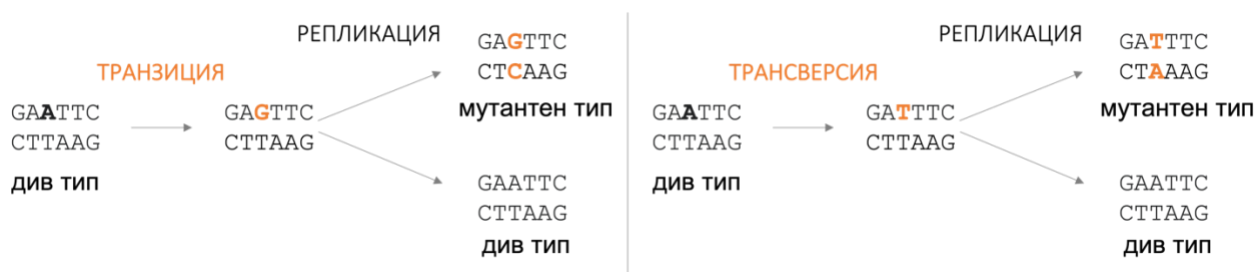 РЕПЛИКАЦИЯ
GAGTTC
CTCAAG
мутантен тип
ТРАНЗИЦИЯ
GAATTC
CTTAAG
див тип
GAGTTC
CTTAAG
GAATTC
CTTAAG
див тип
РЕПЛИКАЦИЯ
GATTTC
CTAAAG
мутантен тип
ТРАНСВЕРСИЯ
GAATTC
CTTAAG
див тип
GATTTC
CTTAAG
GAATTC
CTTAAG
див тип